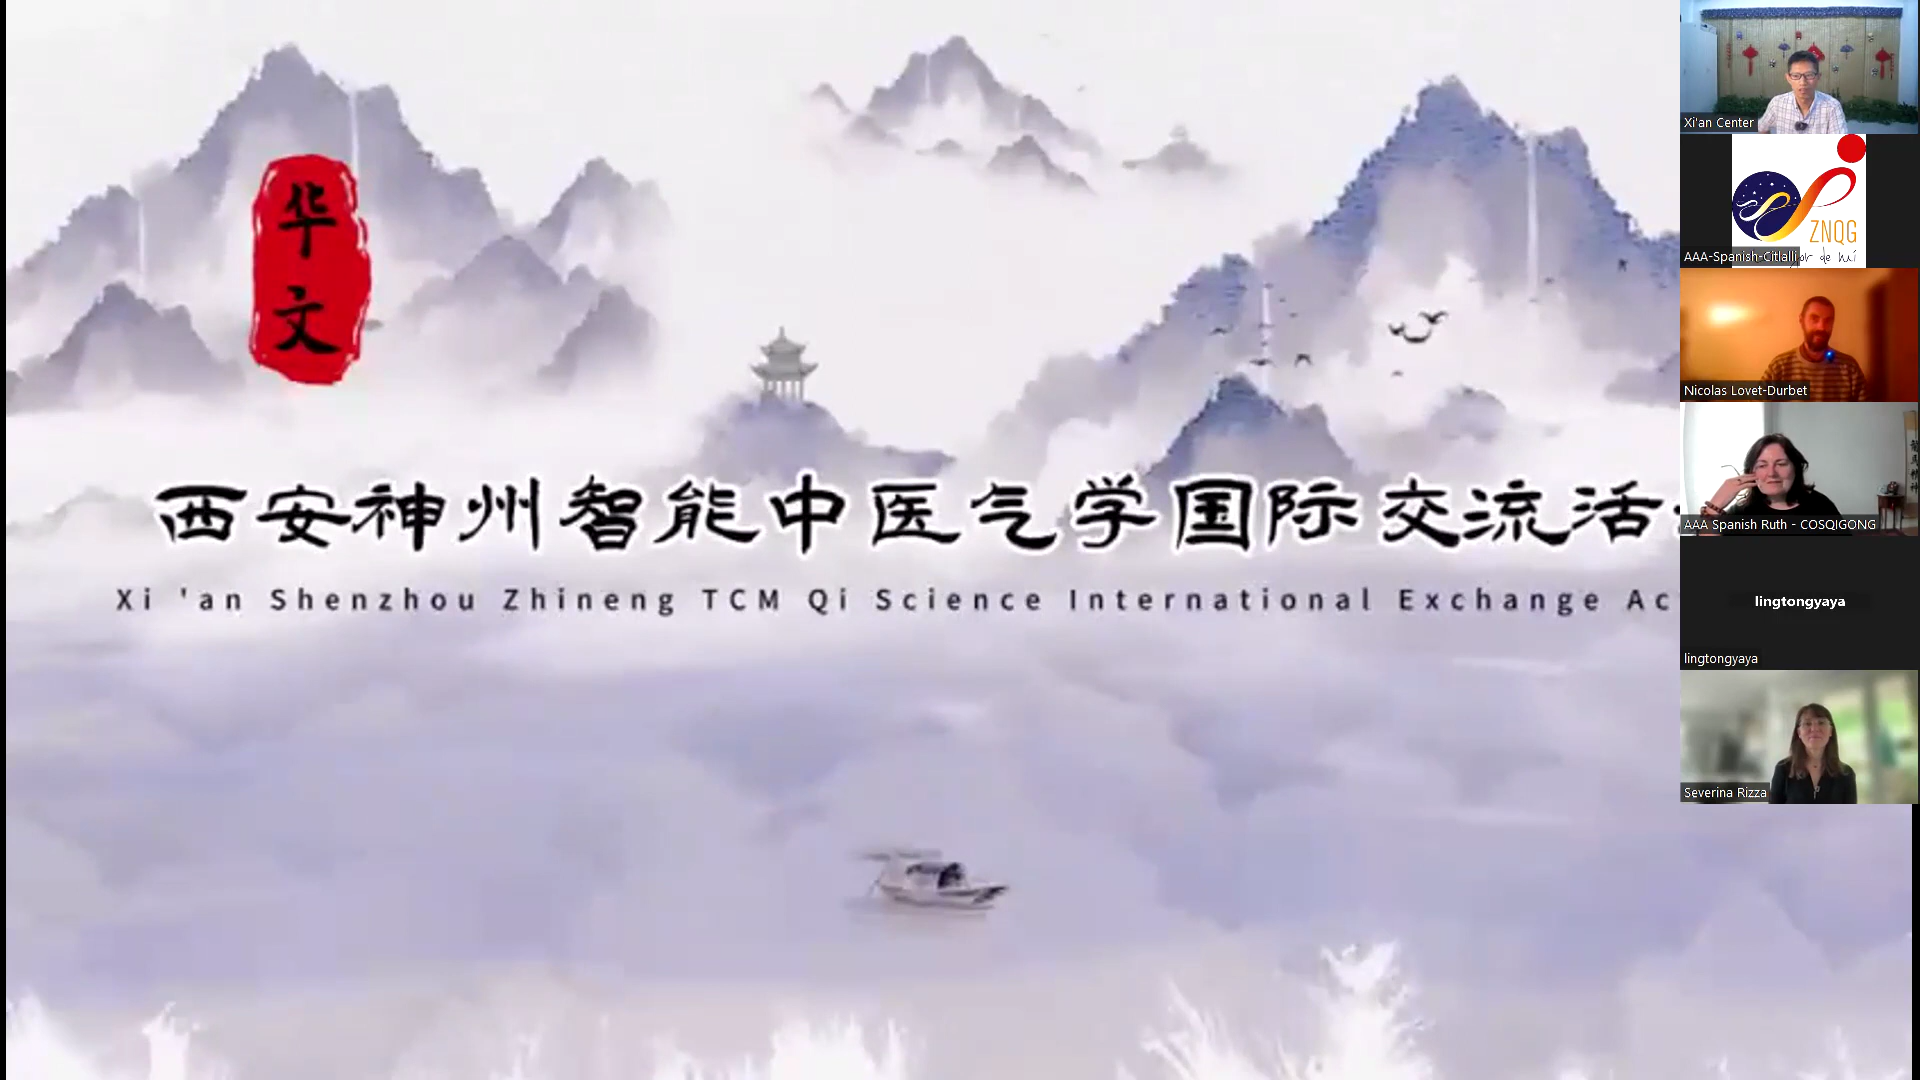 华
文
西安神州智能中医气学国际交流活
Xi 'an Shenzhou Zhineng TCM Qi Science International Exchange Ac
Xi'an Center
ZNQG
AAA-Spanish-Citlalli
de
Nicolas Lovet-Durbet
AAA Spanish Ruth - COSQIGONG
lingtongyaya
lingtongyaya
Severina Rizza